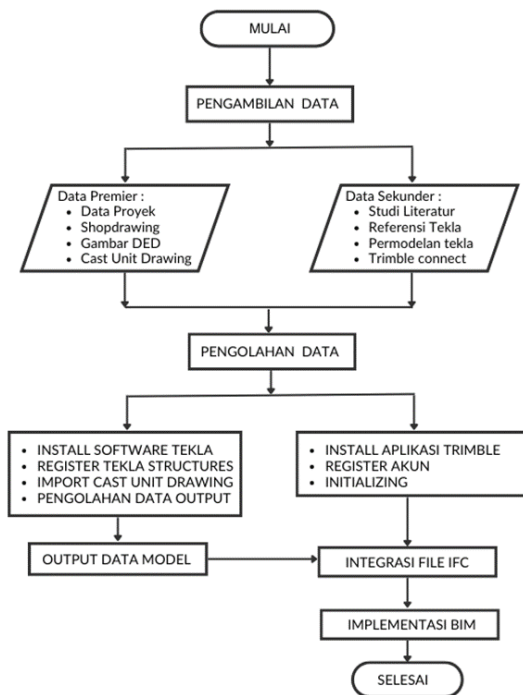 MULAI
PENGAMBILAN DATA
Data Premier :
• Data Proyek
• Shopdrawing
• Gambar DED
• Cast Unit Drawing
Data Sekunder :
• Studi Literatur
• Referensi Tekla
• Permodelan tekla
• Trimble connect
PENGOLAHAN DATA
• INSTALL SOFTWARE TEKLA
• REGISTER TEKLA STRUCTURES
• IMPORT CAST UNIT DRAWING
• PENGOLAHAN DATA OUTPUT
• INSTALL APLIKASI TRIMBLE
• REGISTER AKUN
• INITIALIZING
OUTPUT DATA MODEL
INTEGRASI FILE IFC
IMPLEMENTASI BIM
SELESAI